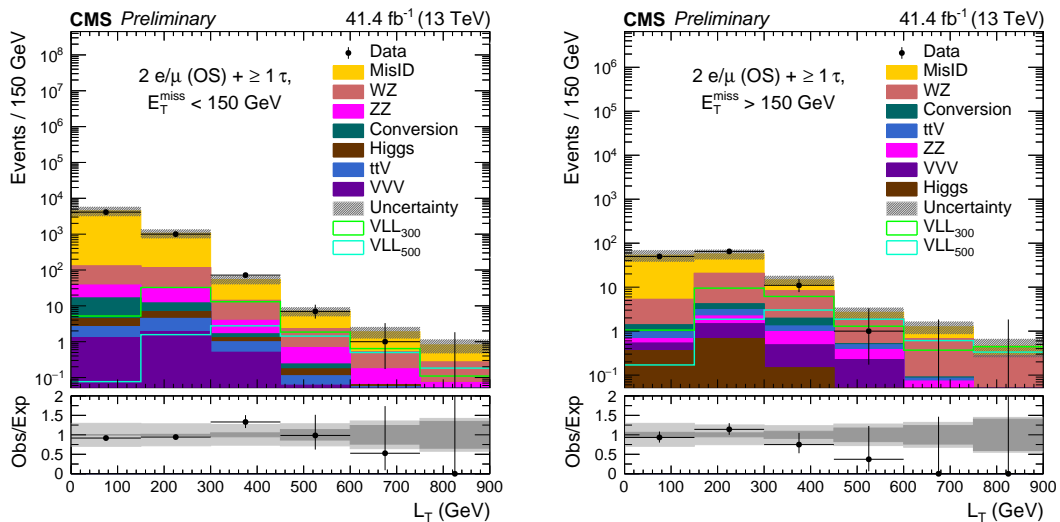 CMS Preliminary 41.4 fb⁻¹ (13 TeV)
Events / 150 GeV
10⁸
10⁷
10⁶
10⁵
10⁴
10³
10²
10
1
10⁻¹
2 e/μ (OS) + ≥ 1 τ,
E_T^miss < 150 GeV
Data
MisID
WZ
ZZ
Conversion
Higgs
ttV
VVV
Uncertainty
VLL₃₀₀
VLL₅₀₀
Obs/Exp
2
1.5
1
0.5
0
0 100 200 300 400 500 600 700 800 900
L_T (GeV)
CMS Preliminary 41.4 fb⁻¹ (13 TeV)
Events / 150 GeV
10⁶
10⁵
10⁴
10³
10²
10
1
10⁻¹
2 e/μ (OS) + ≥ 1 τ,
E_T^miss > 150 GeV
Data
MisID
WZ
Conversion
ttV
ZZ
VVV
Higgs
Uncertainty
VLL₃₀₀
VLL₅₀₀
Obs/Exp
2
1.5
1
0.5
0
0 100 200 300 400 500 600 700 800 900
L_T (GeV)